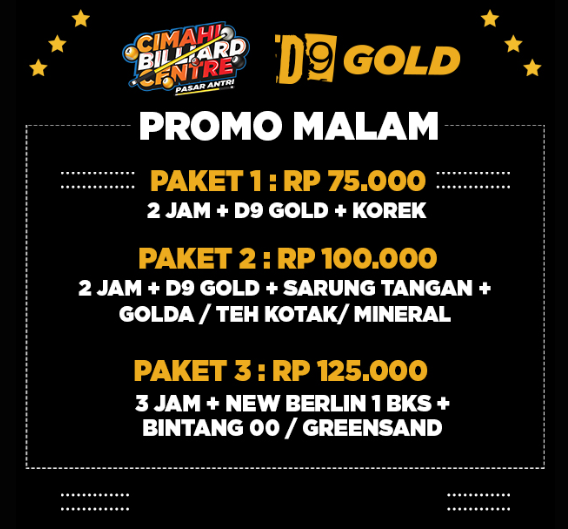 CIMAHI
BILLIARD
CENTRE
PASAR ANTRI
D9 GOLD
PROMO MALAM
PAKET 1 : RP 75.000
2 JAM + D9 GOLD + KOREK
PAKET 2 : RP 100.000
2 JAM + D9 GOLD + SARUNG TANGAN +
GOLDA / TEH KOTAK/ MINERAL
PAKET 3 : RP 125.000
3 JAM + NEW BERLIN 1 BKS +
BINTANG 00 / GREENSAND